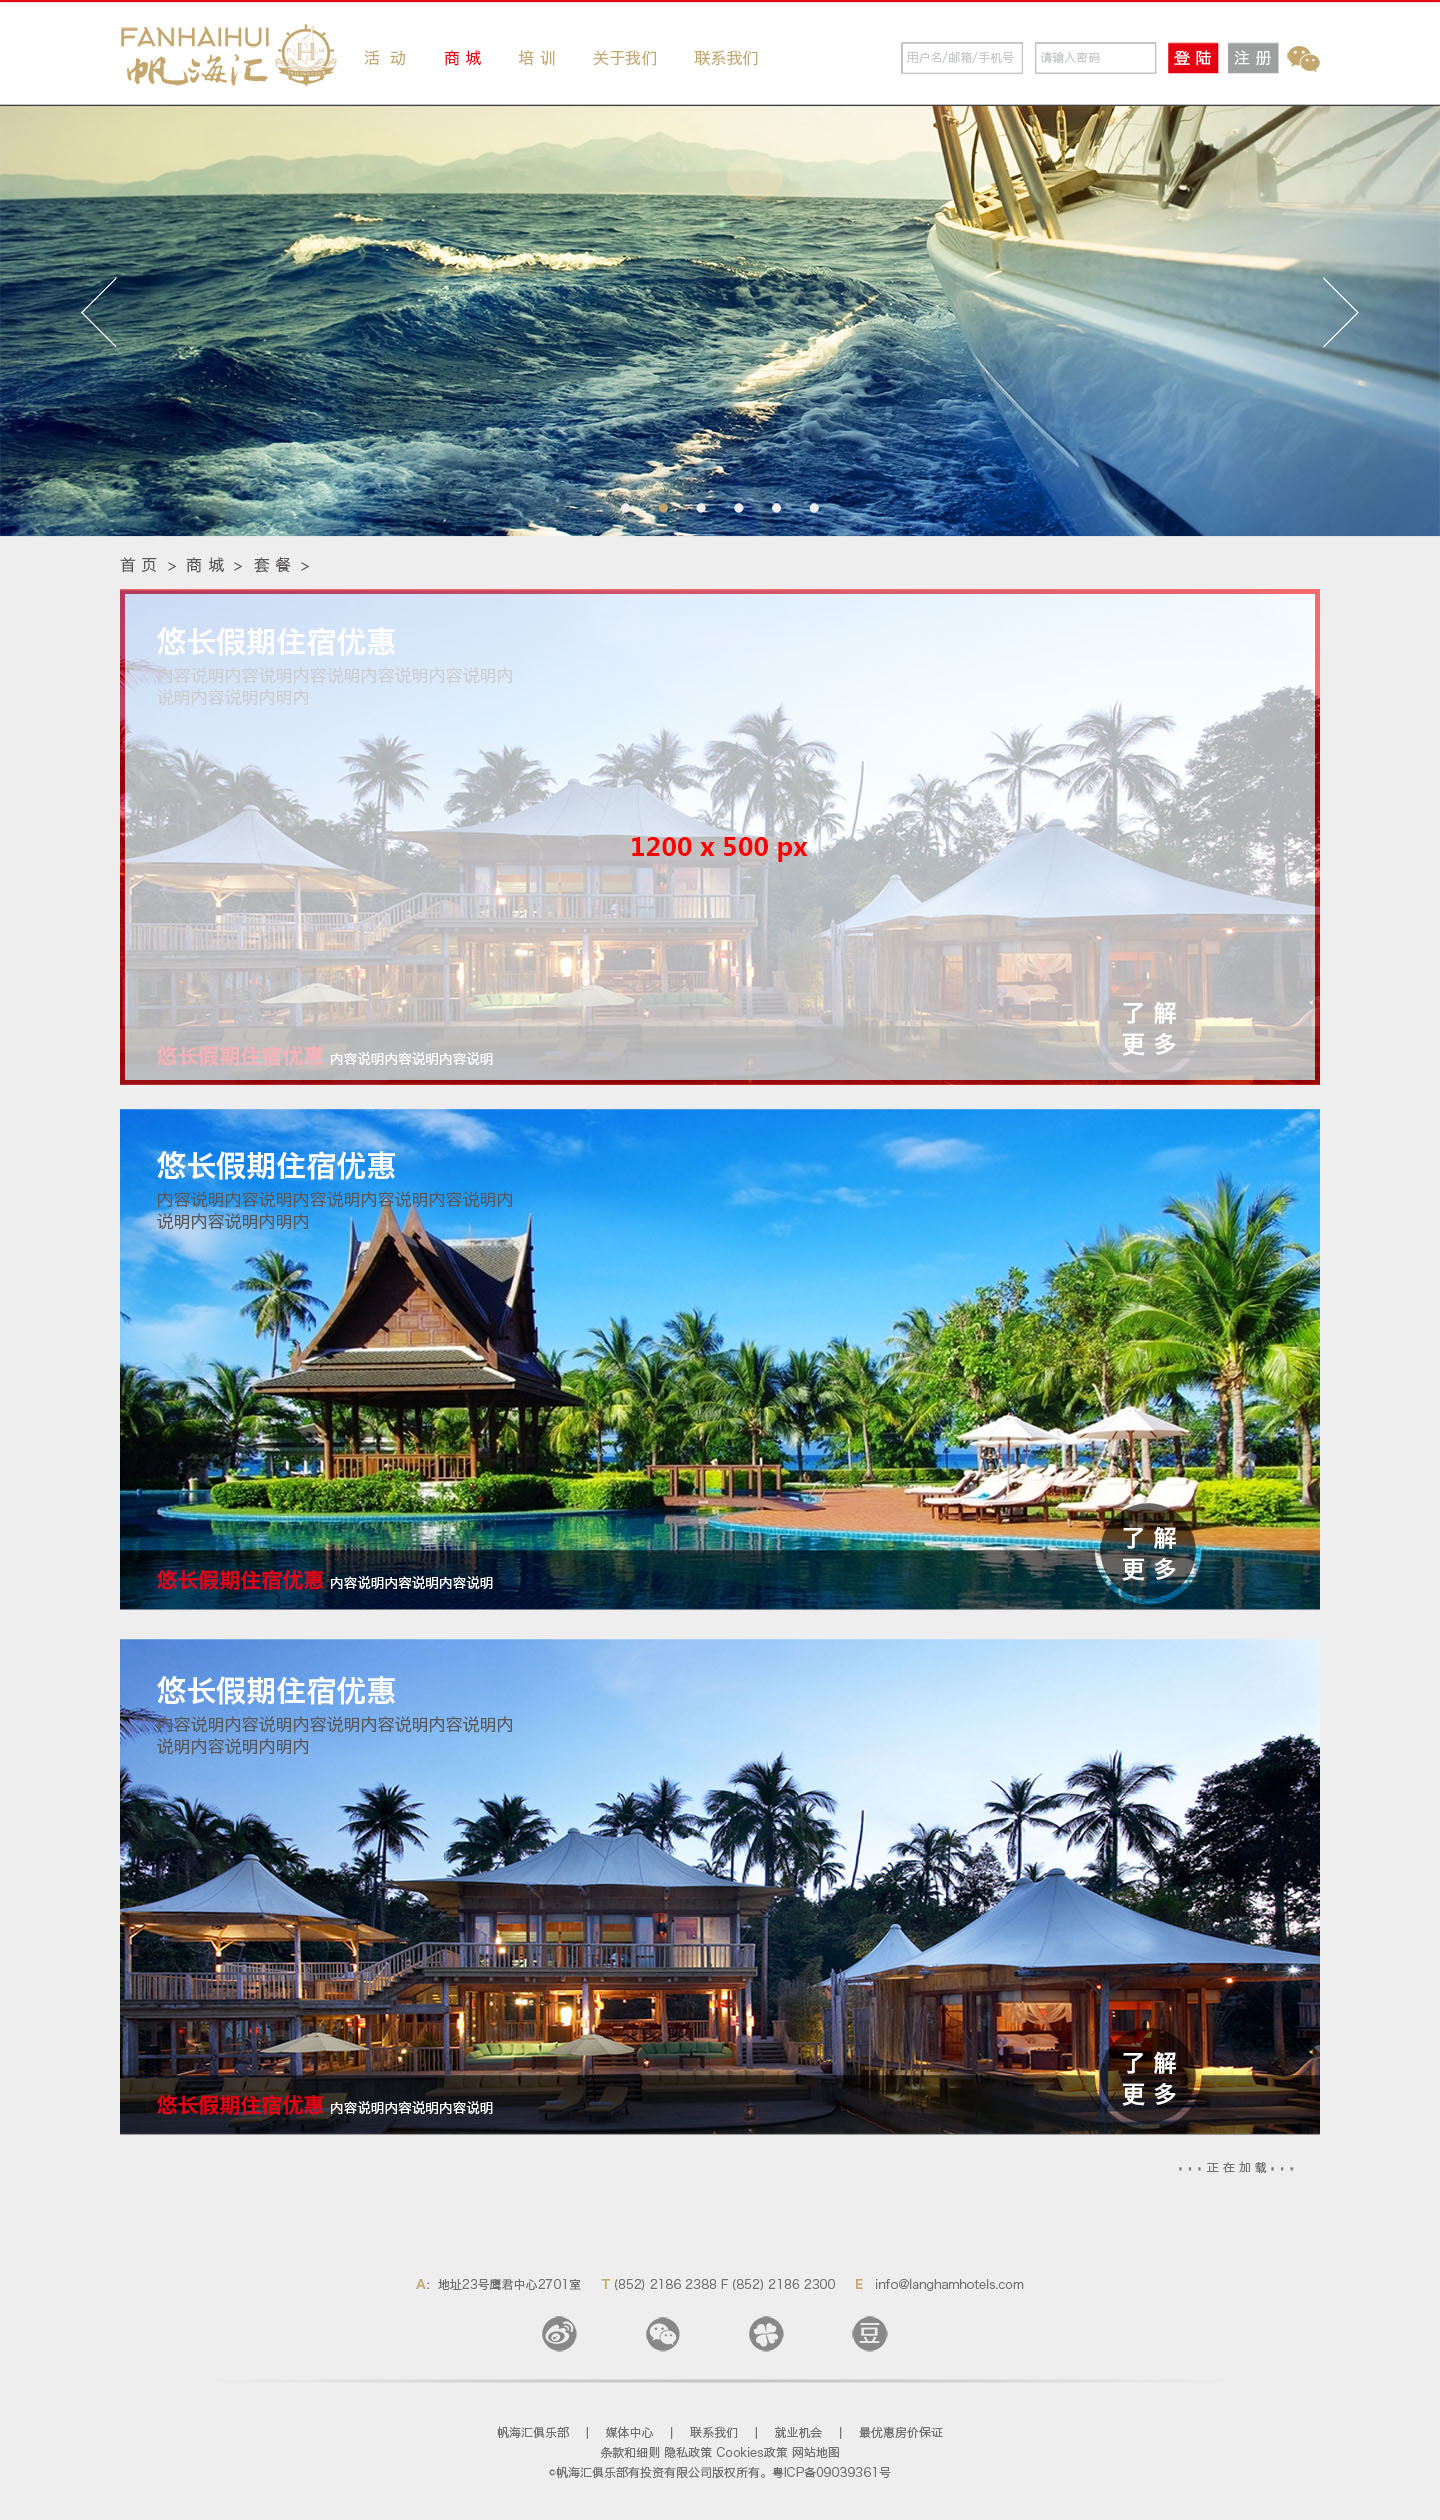 FANHAIHUI
帆海汇
活 动 商 城 培 训 关于我们 联系我们 用户名/邮箱/手机号 请输入密码 登 陆 注 册
首 页 > 商 城 > 套 餐 >
悠长假期住宿优惠
内容说明内容说明内容说明内容说明内容说明内
说明内容说明内明内
1200 x 500 px
了 解
更 多
悠长假期住宿优惠 内容说明内容说明内容说明
悠长假期住宿优惠
内容说明内容说明内容说明内容说明内容说明内
说明内容说明内明内
了 解
更 多
悠长假期住宿优惠 内容说明内容说明内容说明
悠长假期住宿优惠
内容说明内容说明内容说明内容说明内容说明内
说明内容说明内明内
了 解
更 多
悠长假期住宿优惠 内容说明内容说明内容说明
• • • 正 在 加 载 • • •
A: 地址23号鹰君中心2701室 T (852) 2186 2388 F (852) 2186 2300 E info@langhamhotels.com
豆
帆海汇俱乐部 | 媒体中心 | 联系我们 | 就业机会 | 最优惠房价保证
条款和细则 隐私政策 Cookies政策 网站地图
©帆海汇俱乐部有投资有限公司版权所有。粤ICP备09039361号